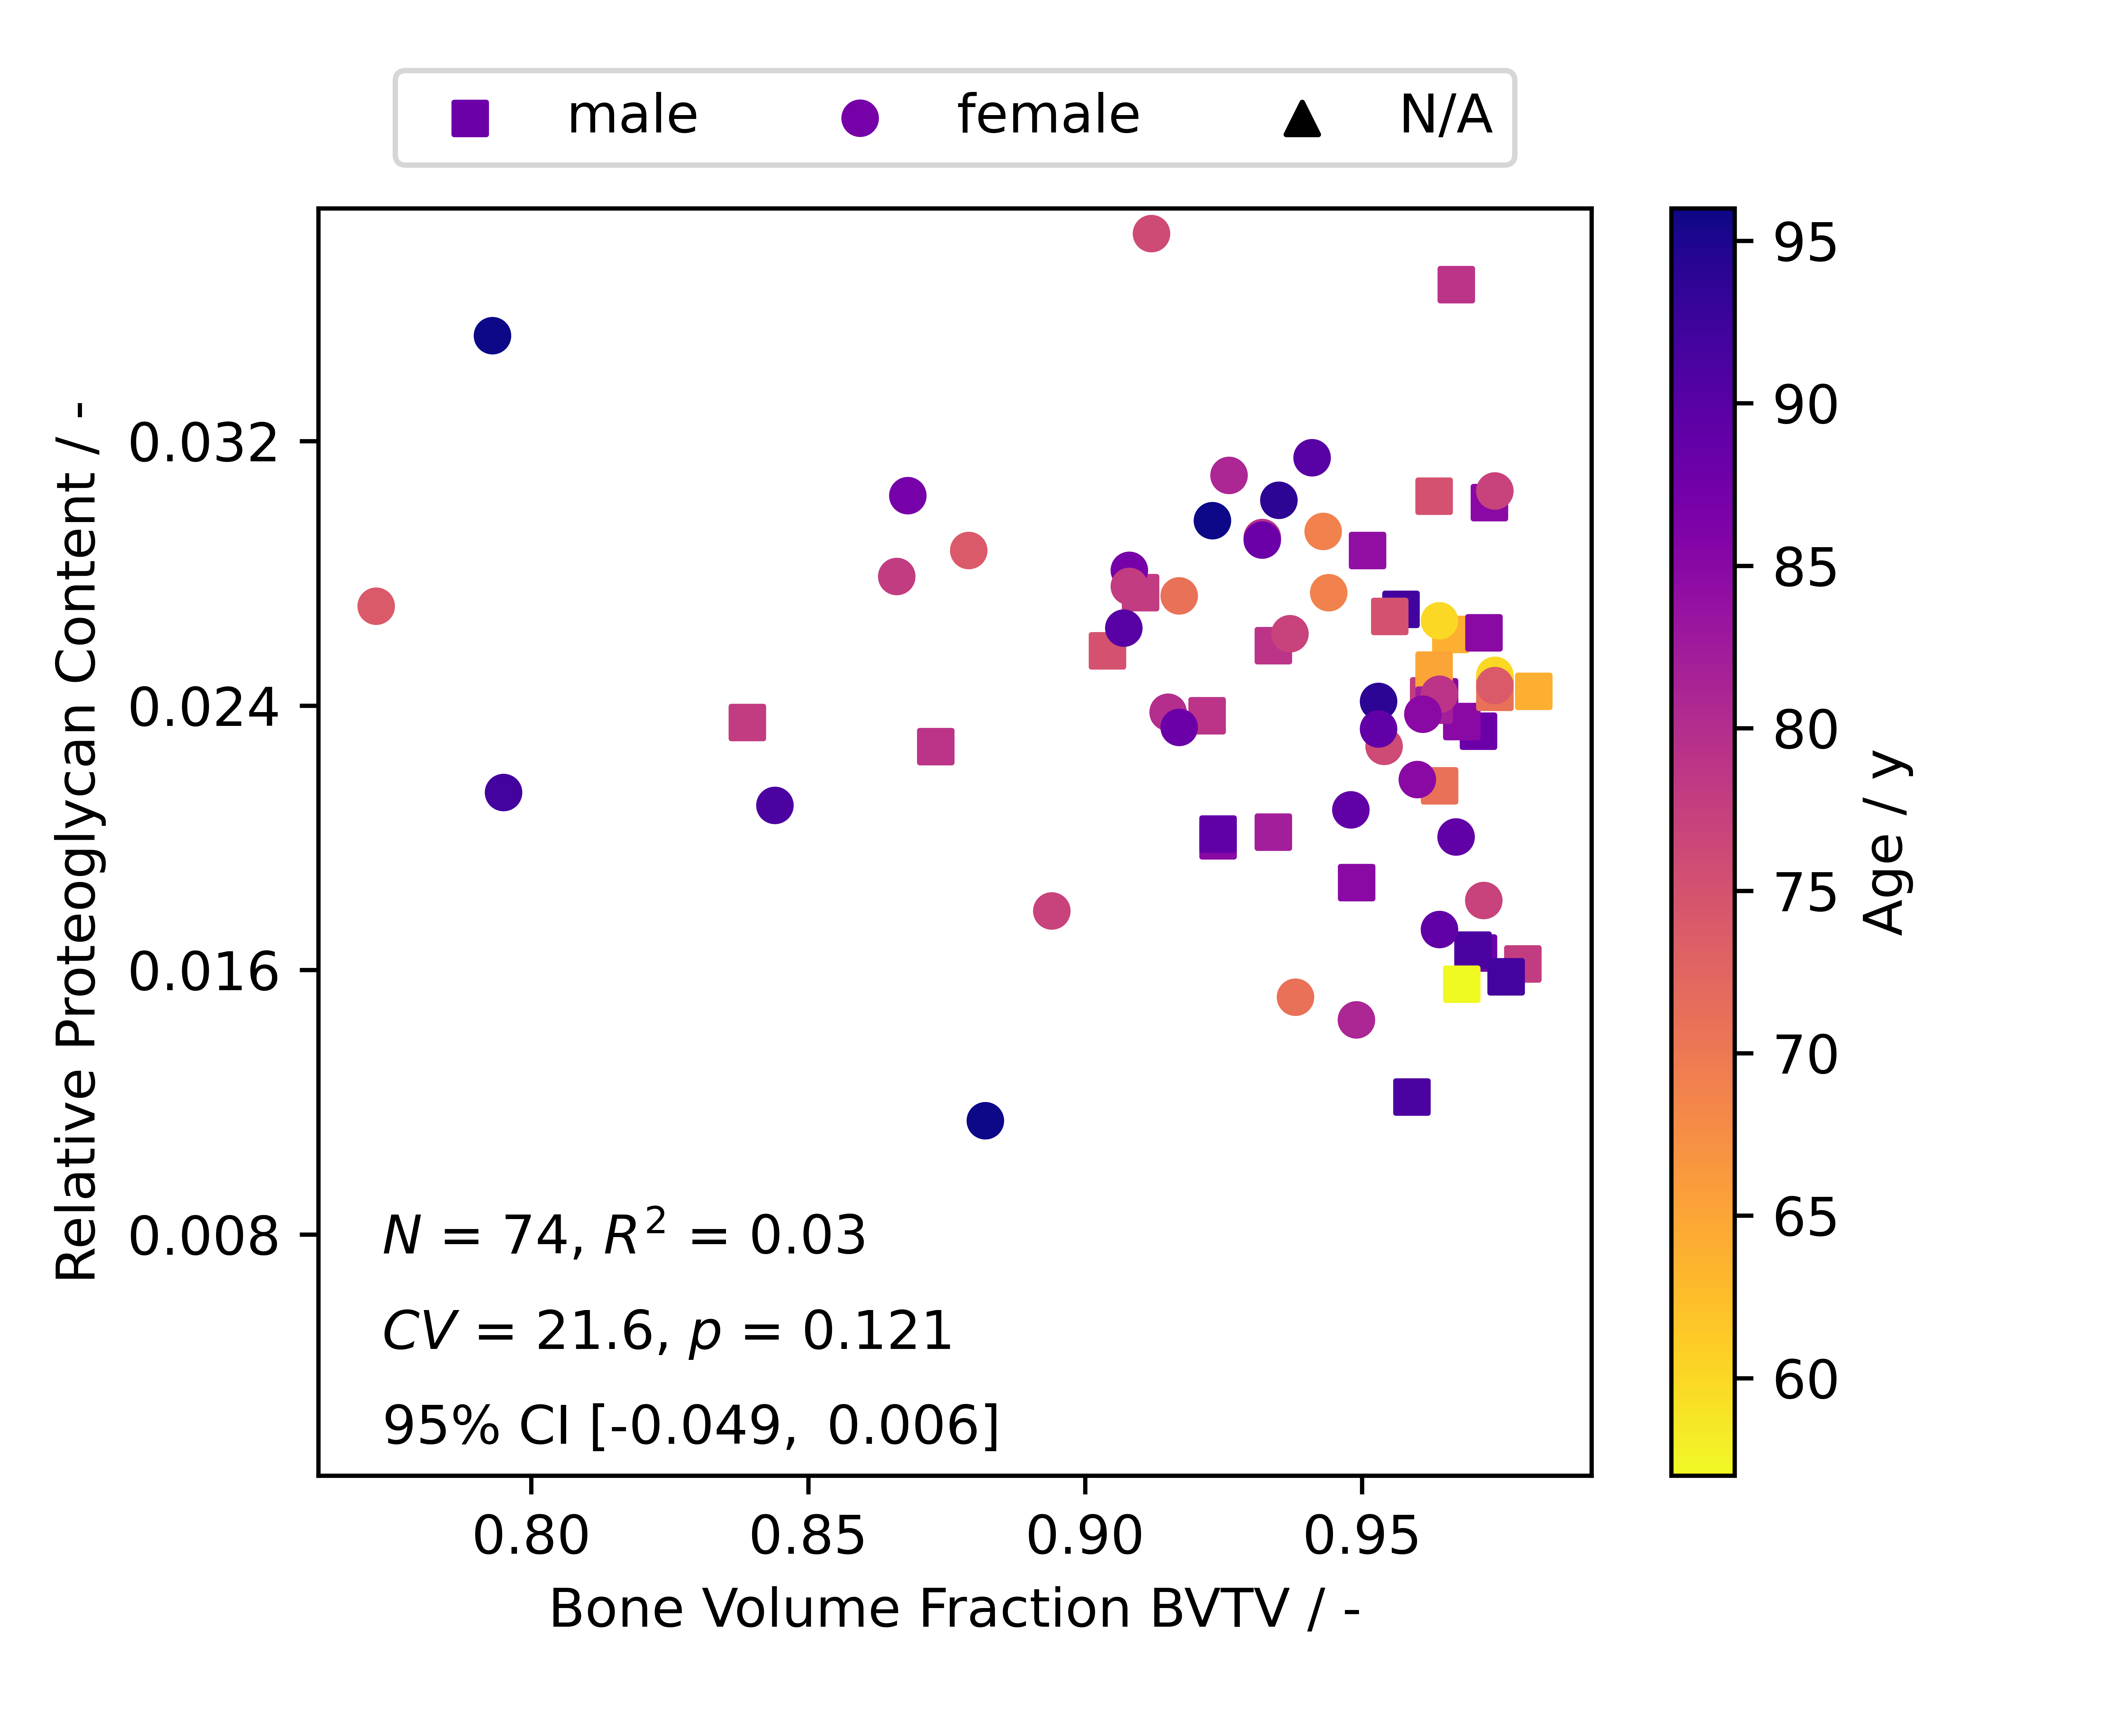 male female N/A
Relative Proteoglycan Content / -
0.032
0.024
0.016
0.008
N = 74, R² = 0.03
CV = 21.6, p = 0.121
95% CI [-0.049, 0.006]
0.80 0.85 0.90 0.95
Bone Volume Fraction BVTV / -
95
90
85
80
75
70
65
60
Age / y